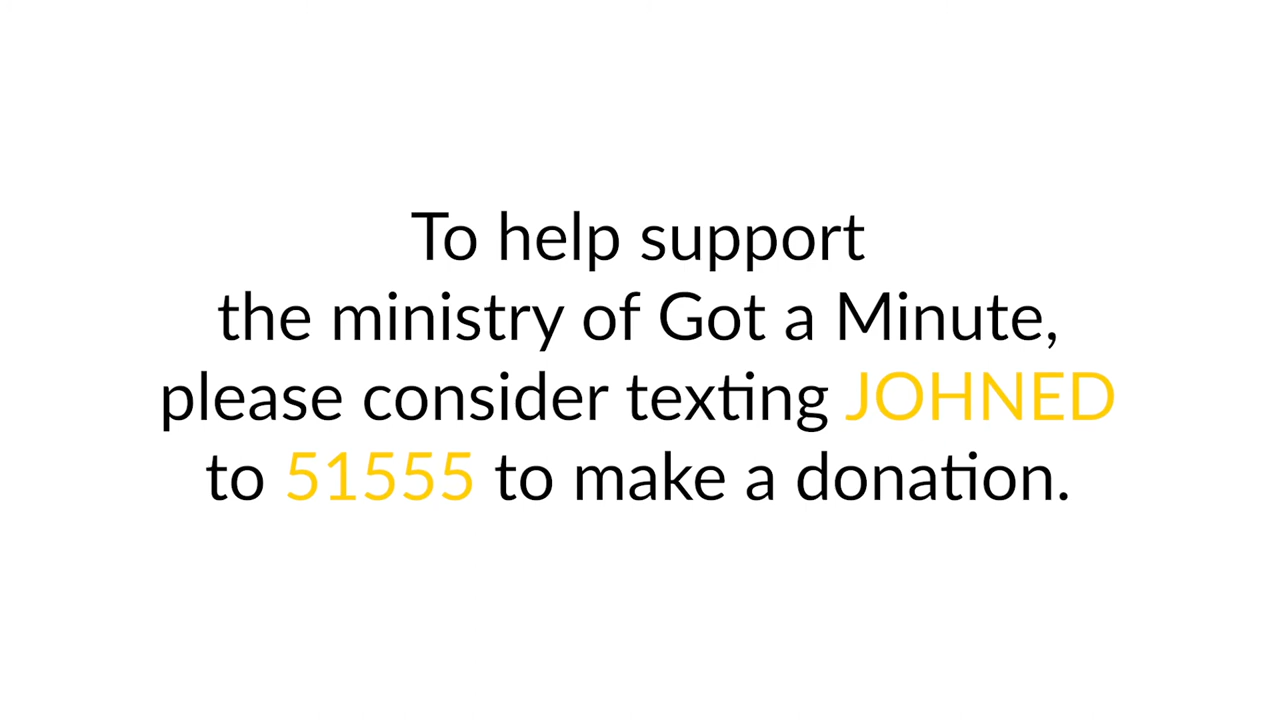 To help support
the ministry of Got a Minute,
please consider texting JOHNED
to 51555 to make a donation.